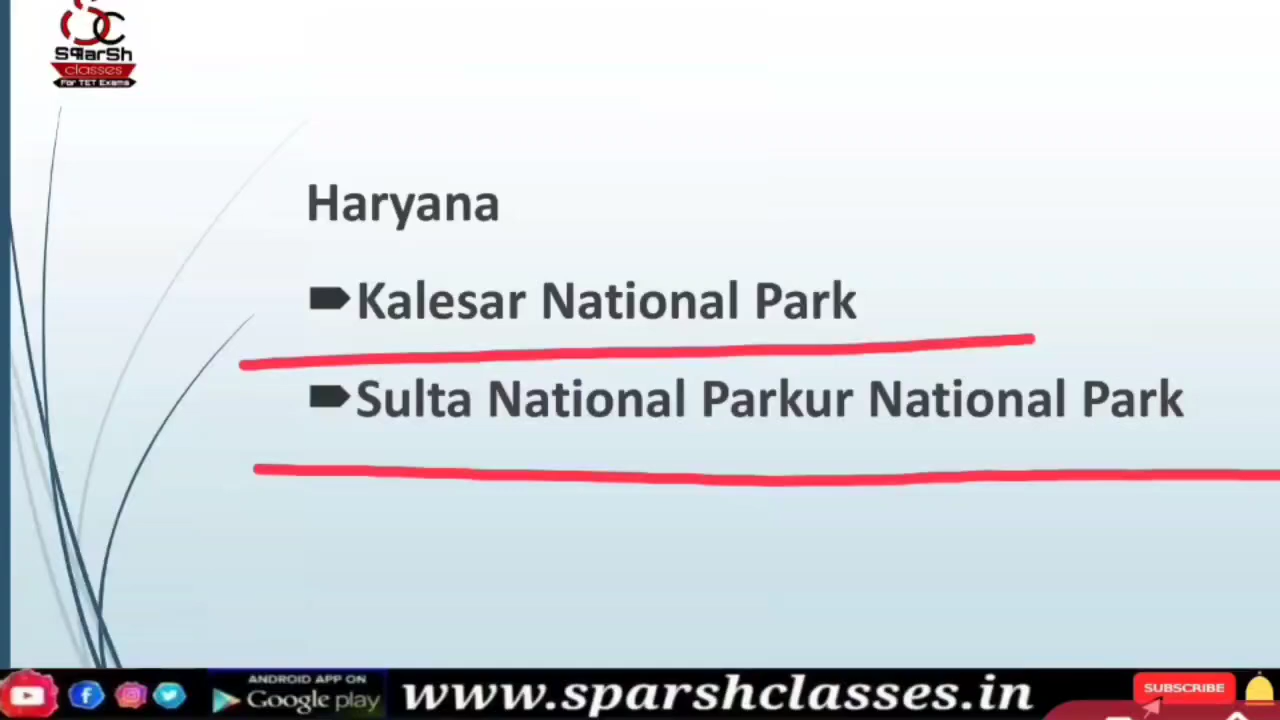 SParSh
classes
For TET Exams
Haryana
Kalesar National Park
Sulta National Parkur National Park
ANDROID APP ON
Google play
www.sparshclasses.in
SUBSCRIBE